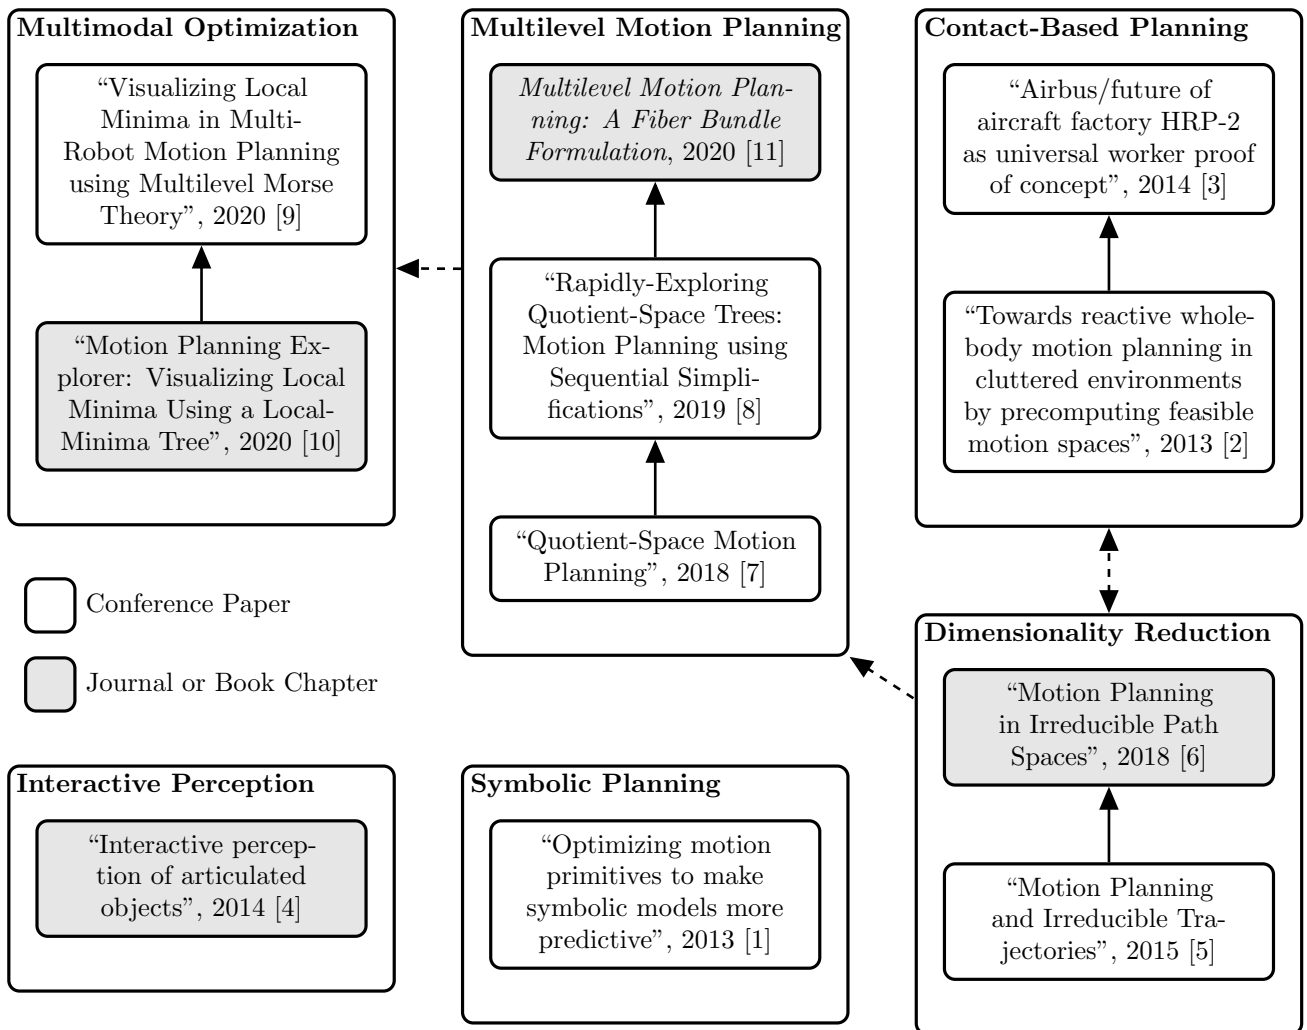 Multimodal Optimization
“Visualizing Local
Minima in Multi-
Robot Motion Planning
using Multilevel Morse
Theory”, 2020 [9]
“Motion Planning Ex-
plorer: Visualizing Local
Minima Using a Local-
Minima Tree”, 2020 [10]
Multilevel Motion Planning
Multilevel Motion Plan-
ning: A Fiber Bundle
Formulation, 2020 [11]
“Rapidly-Exploring
Quotient-Space Trees:
Motion Planning using
Sequential Simpli-
fications”, 2019 [8]
“Quotient-Space Motion
Planning”, 2018 [7]
Contact-Based Planning
“Airbus/future of
aircraft factory HRP-2
as universal worker proof
of concept”, 2014 [3]
“Towards reactive whole-
body motion planning in
cluttered environments
by precomputing feasible
motion spaces”, 2013 [2]
Conference Paper
Journal or Book Chapter
Dimensionality Reduction
“Motion Planning
in Irreducible Path
Spaces”, 2018 [6]
“Motion Planning
and Irreducible Tra-
jectories”, 2015 [5]
Interactive Perception
“Interactive percep-
tion of articulated
objects”, 2014 [4]
Symbolic Planning
“Optimizing motion
primitives to make
symbolic models more
predictive”, 2013 [1]